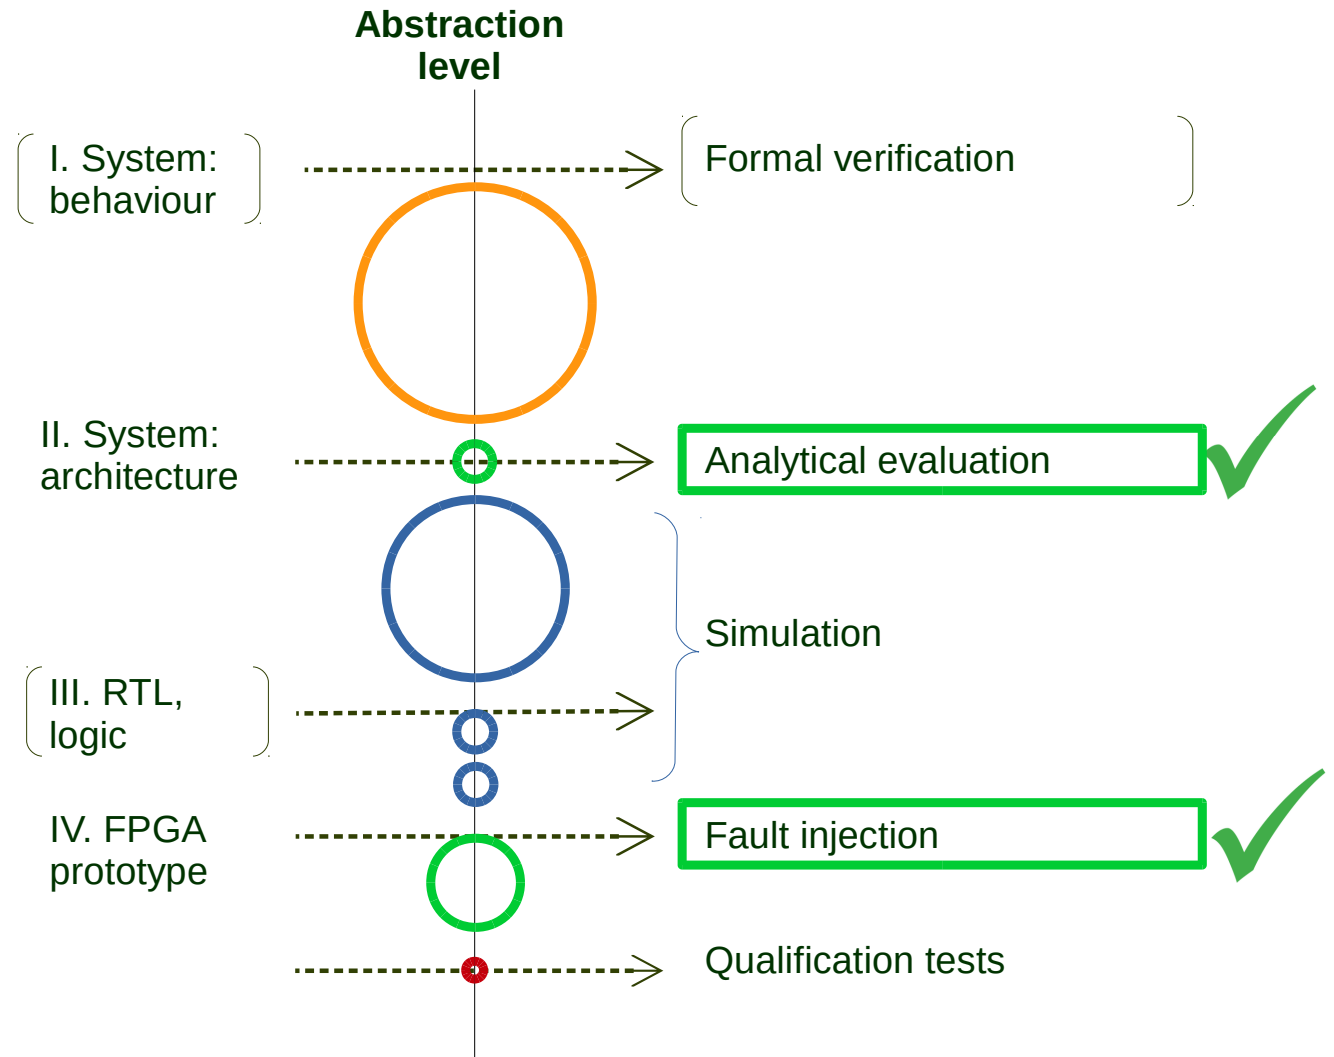 Abstraction
level
I. System:
behaviour
Formal verification
II. System:
architecture
Analytical evaluation
Simulation
III. RTL,
logic
IV. FPGA
prototype
Fault injection
Qualification tests